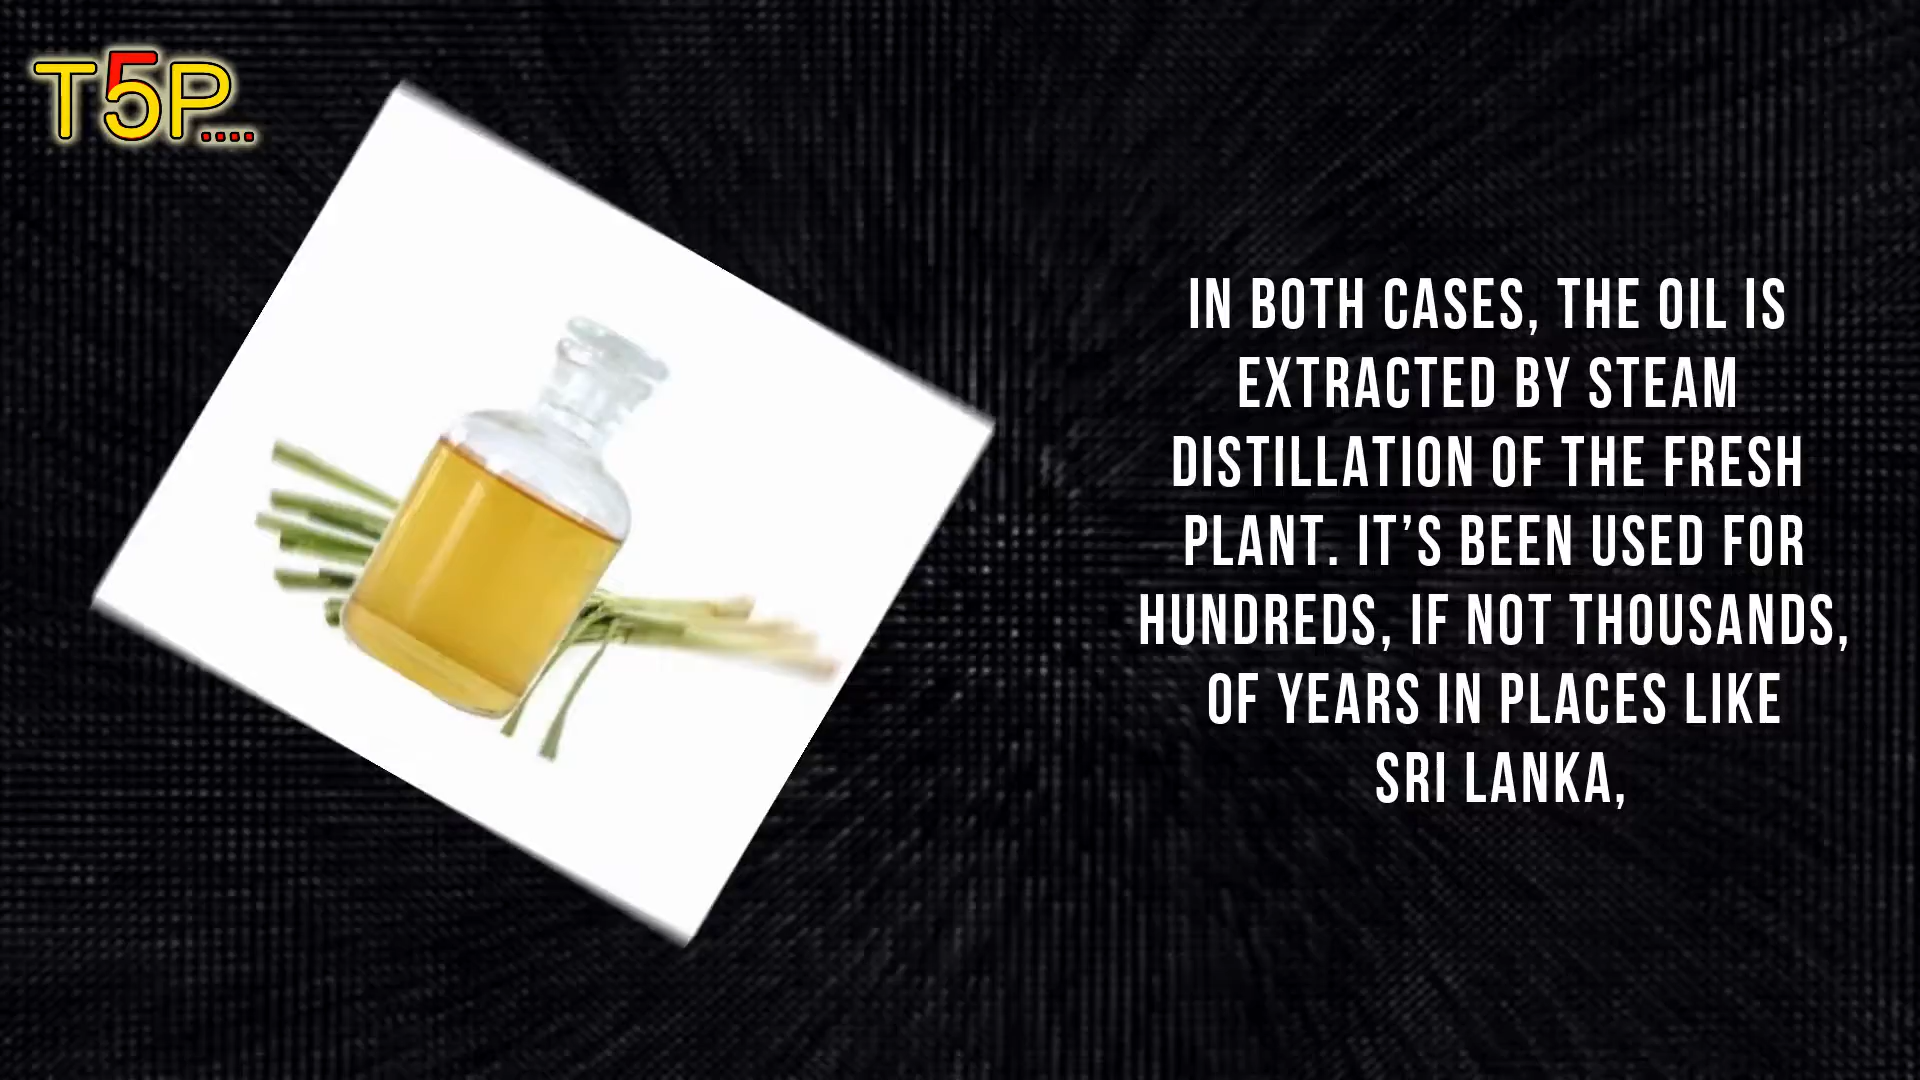 T5P....
IN BOTH CASES, THE OIL IS
EXTRACTED BY STEAM
DISTILLATION OF THE FRESH
PLANT. IT’S BEEN USED FOR
HUNDREDS, IF NOT THOUSANDS,
OF YEARS IN PLACES LIKE
SRI LANKA,